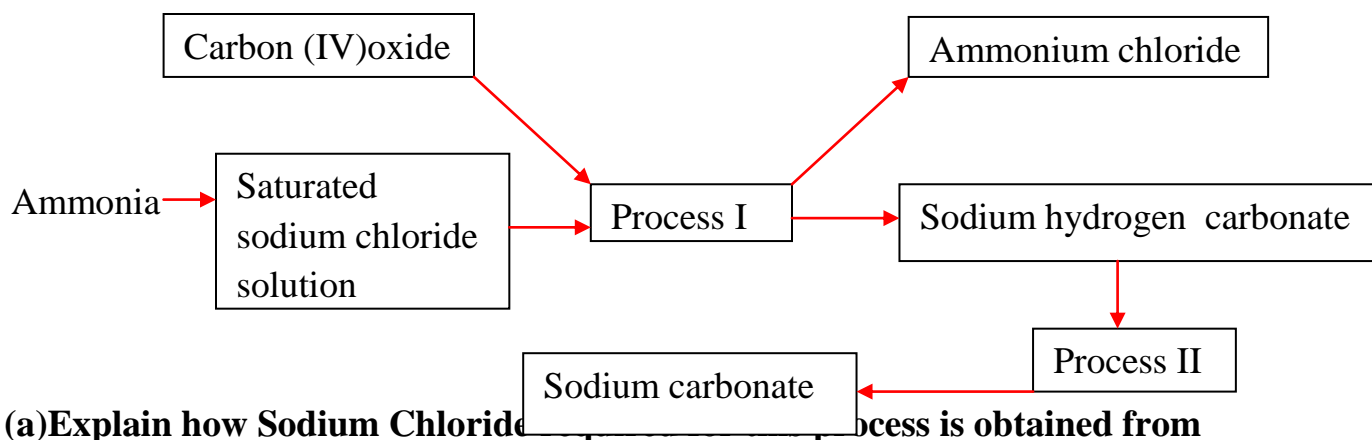 Carbon (IV)oxide
Ammonium chloride
Ammonia
Saturated
sodium chloride
solution
Process I
Sodium hydrogen carbonate
Process II
Sodium carbonate
(a)Explain how Sodium Chloride process is obtained from